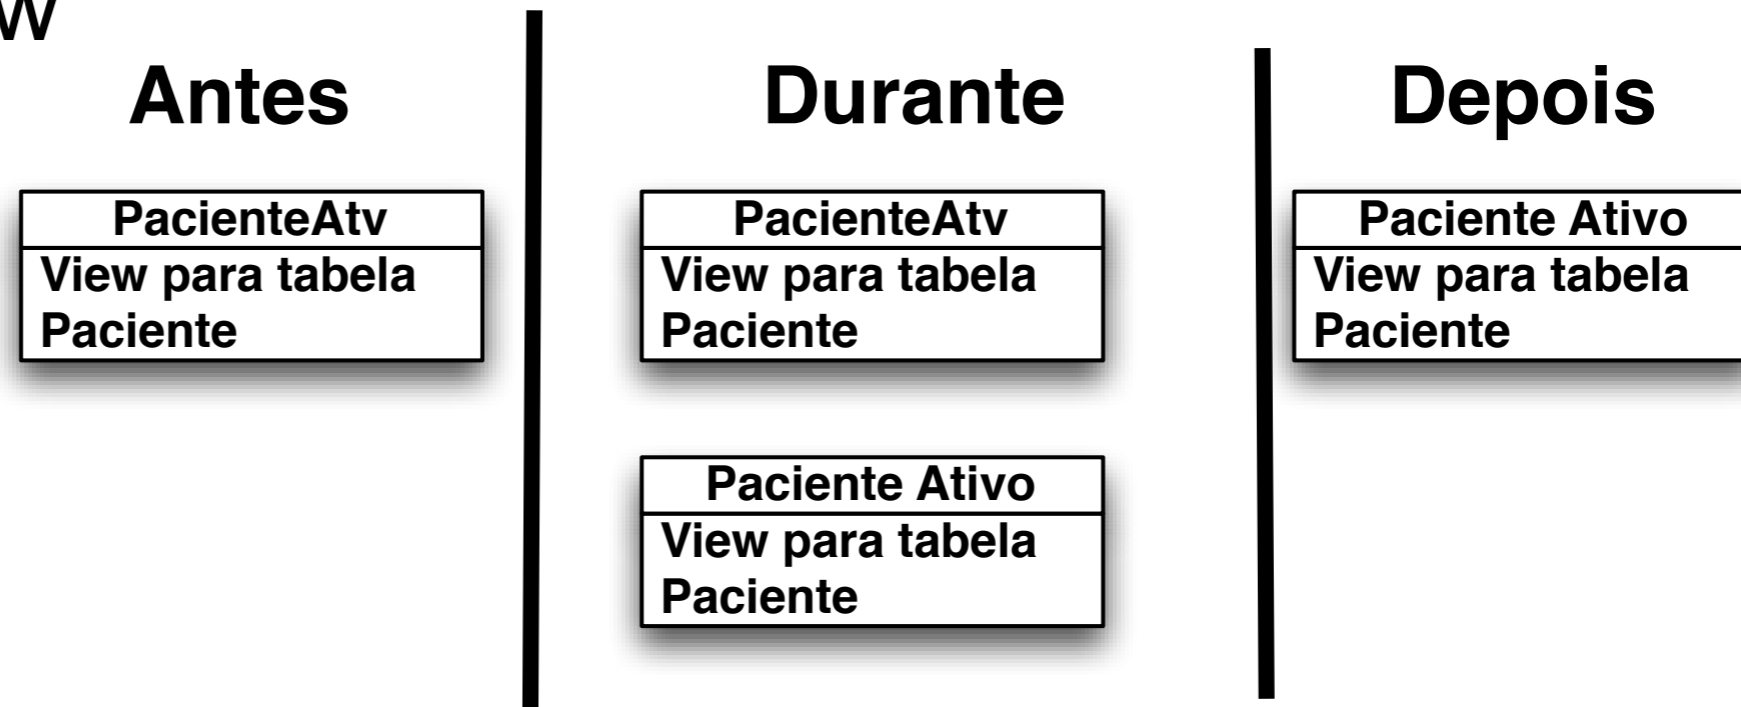 w
Antes
Durante
Depois
PacienteAtv
View para tabela
Paciente
PacienteAtv
View para tabela
Paciente
Paciente Ativo
View para tabela
Paciente
Paciente Ativo
View para tabela
Paciente